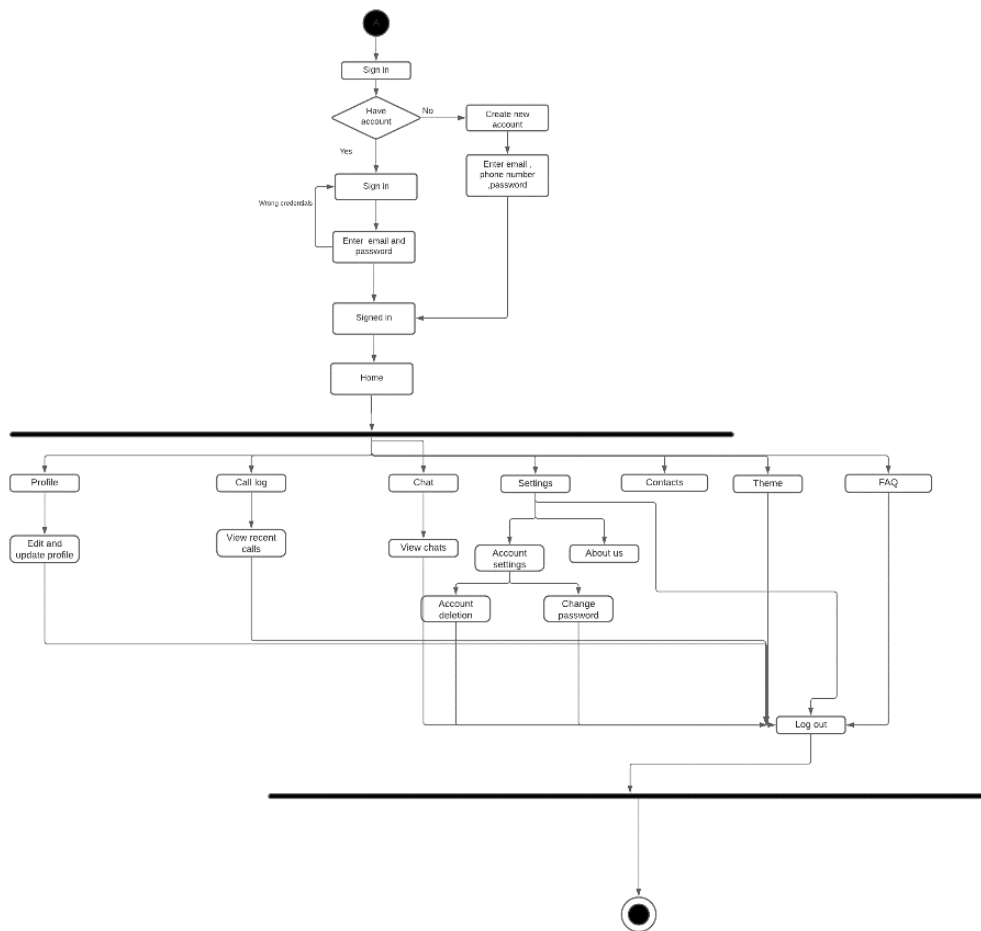 A
Sign in
Have
account
No
Create new
account
Yes
Enter email ,
phone number
,password
Sign in
Wrong credentials
Enter email and
password
Signed in
Home
Profile
Call log
Chat
Settings
Contacts
Theme
FAQ
Edit and
update profile
View recent
calls
View chats
Account
settings
About us
Account
deletion
Change
password
Log out